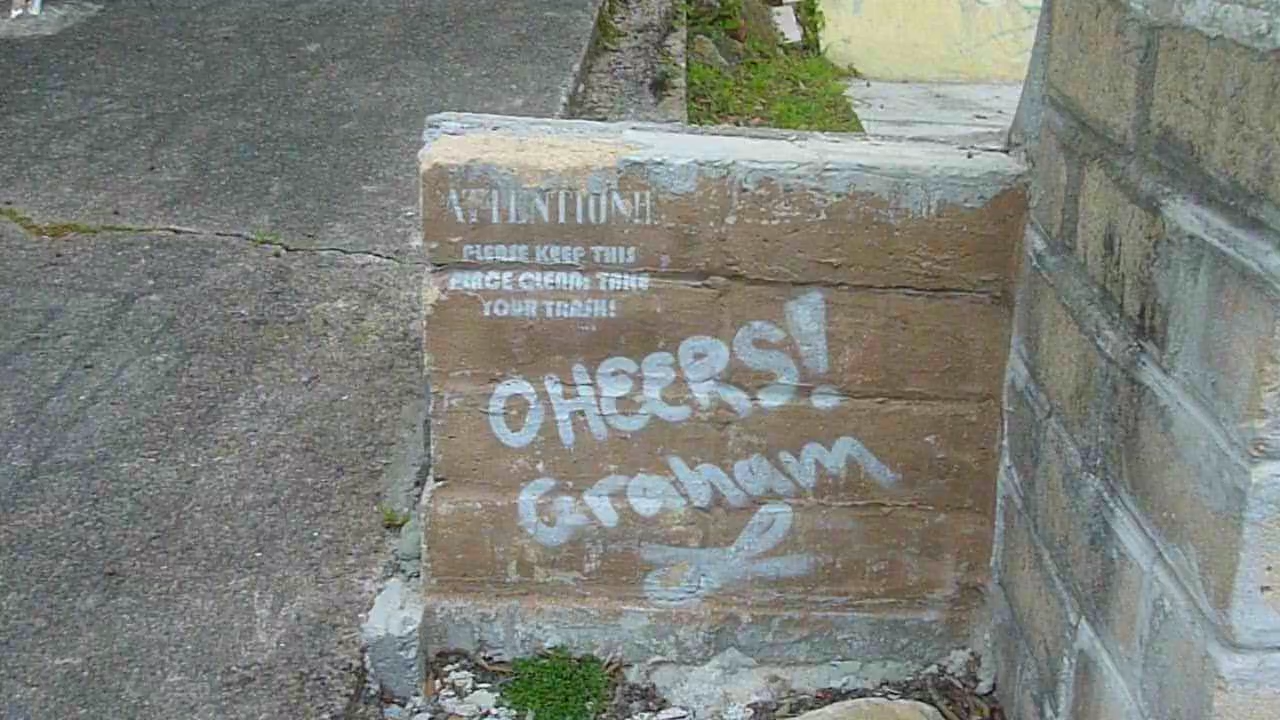 ATTENTION!!
PLEASE KEEP THIS
PLACE CLEAN: TAKE
YOUR TRASH!
CHEERS!
Graham